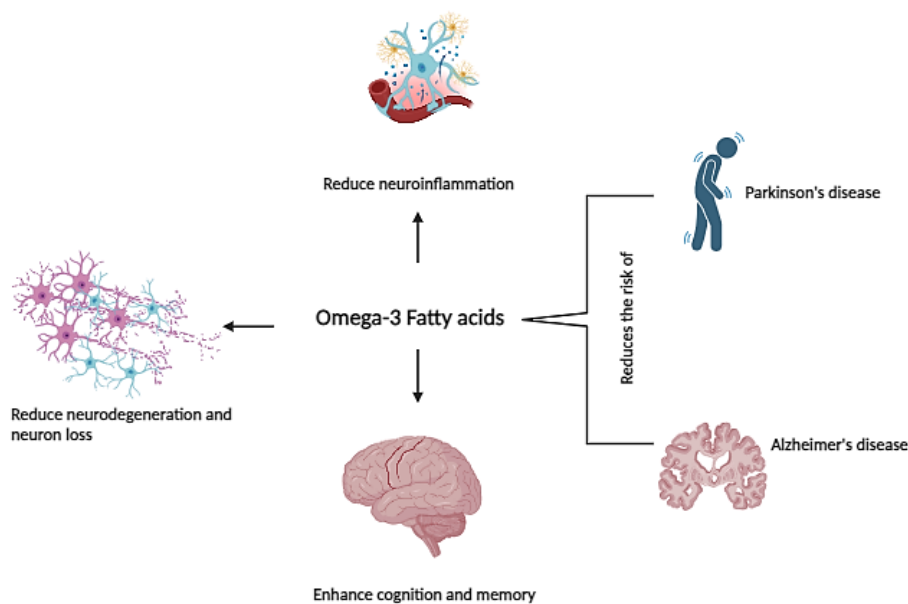 Reduce neuroinflammation
Parkinson's disease
Reduces the risk of
Omega-3 Fatty acids
Reduce neurodegeneration and
neuron loss
Alzheimer's disease
Enhance cognition and memory